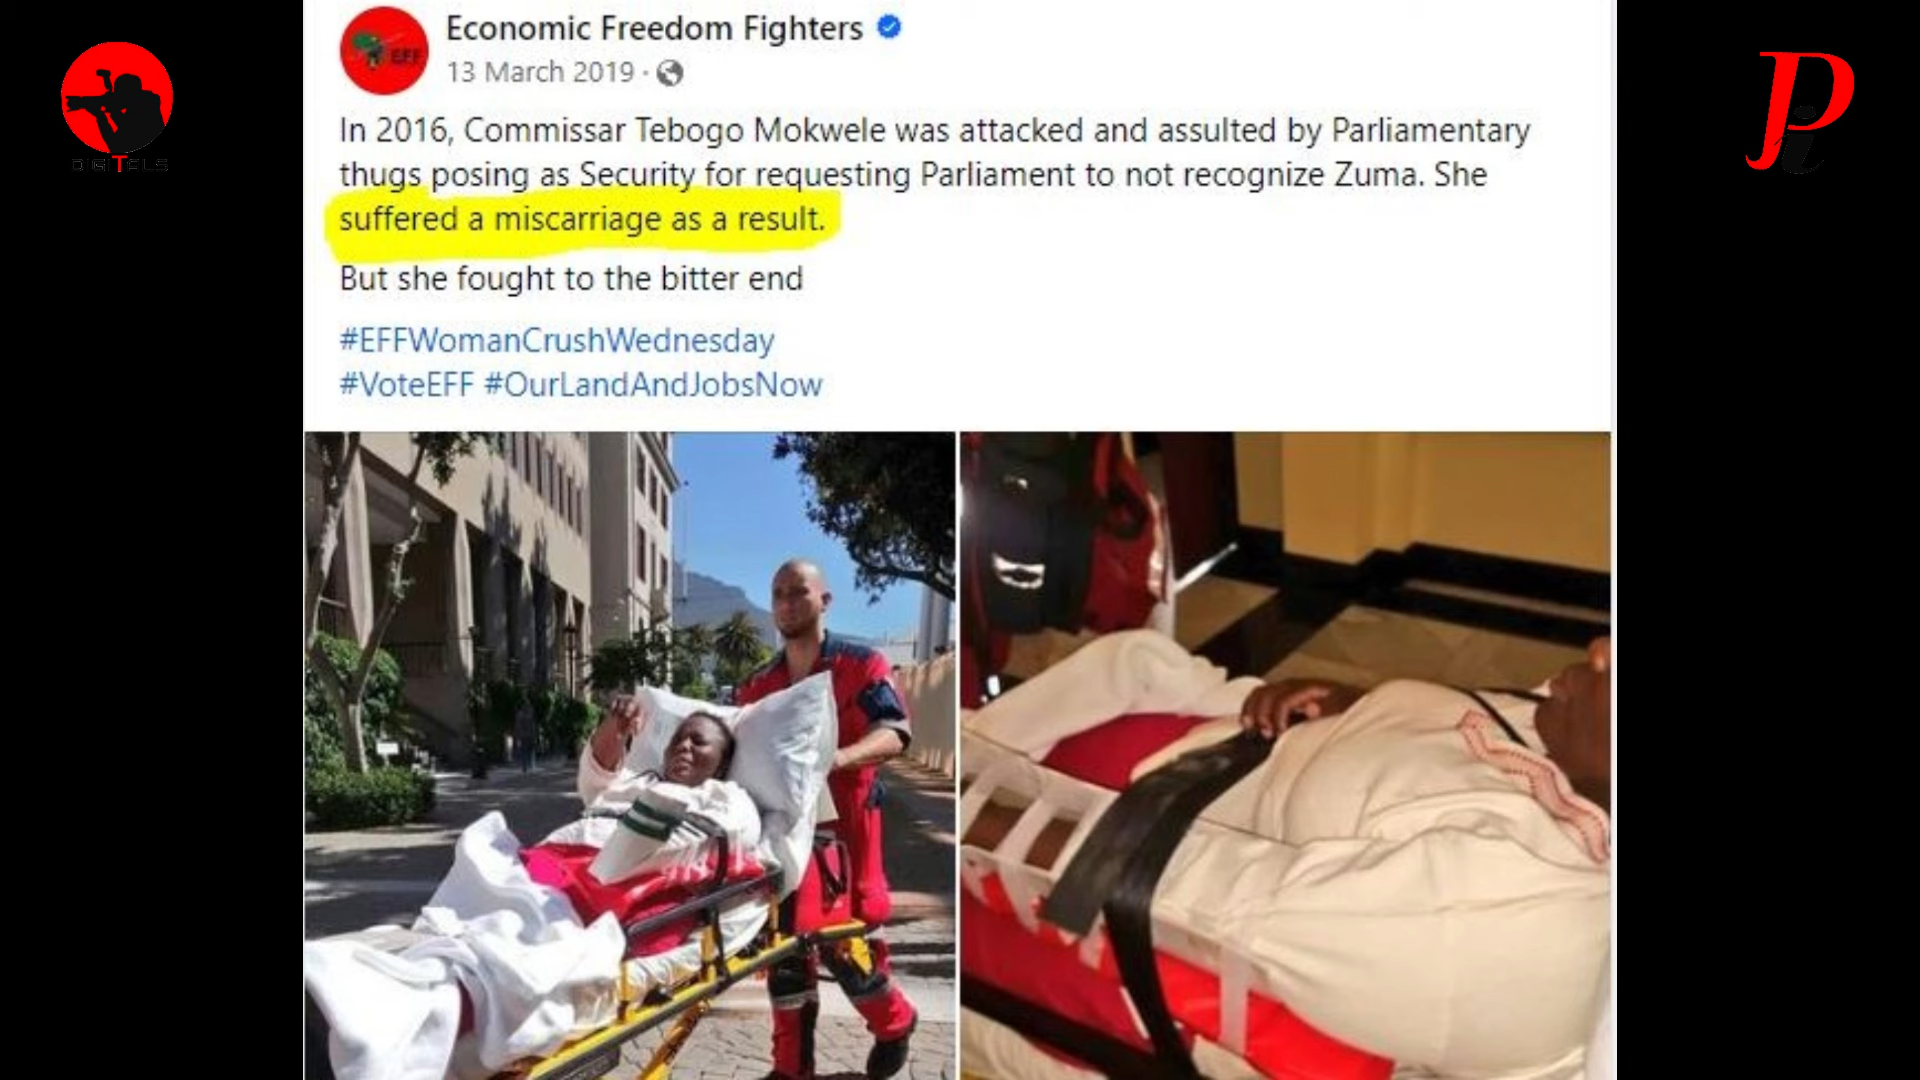 Economic Freedom Fighters
EFF
13 March 2019 ·
In 2016, Commissar Tebogo Mokwele was attacked and assulted by Parliamentary
thugs posing as Security for requesting Parliament to not recognize Zuma. She
suffered a miscarriage as a result.
But she fought to the bitter end
#EFFWomanCrushWednesday
#VoteEFF #OurLandAndJobsNow
DIGITALS